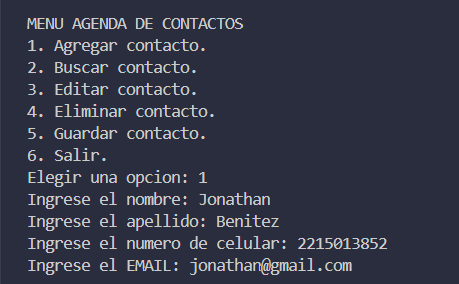 MENU AGENDA DE CONTACTOS
1. Agregar contacto.
2. Buscar contacto.
3. Editar contacto.
4. Eliminar contacto.
5. Guardar contacto.
6. Salir.
Elegir una opcion: 1
Ingrese el nombre: Jonathan
Ingrese el apellido: Benitez
Ingrese el numero de celular: 2215013852
Ingrese el EMAIL: jonathan@gmail.com